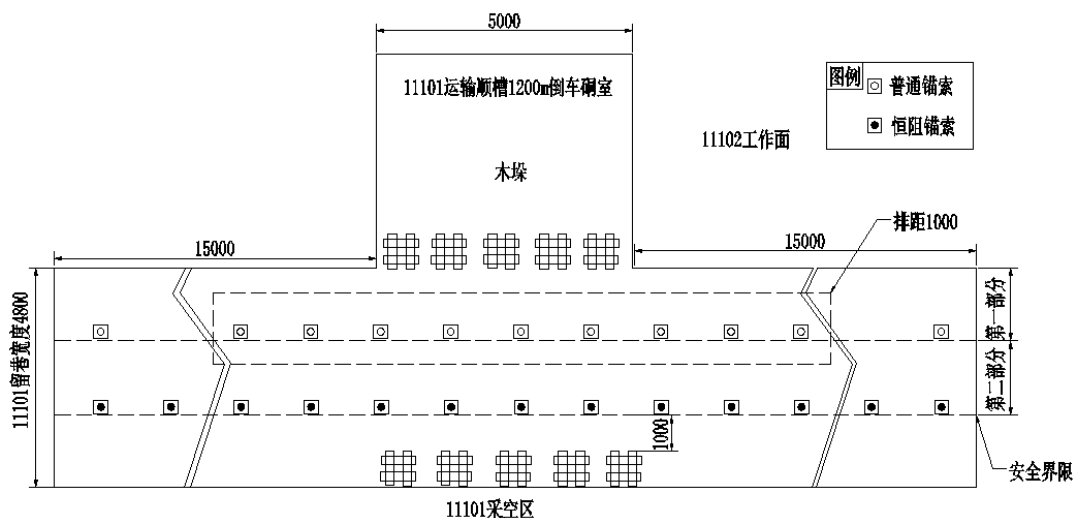 5000
11101运输顺槽1200m倒车硐室
图例
普通锚索
恒阻锚索
11102工作面
木垛
排距1000
15000
15000
11101留巷宽度4800
第一部分
第二部分
1000
安全界限
11101采空区